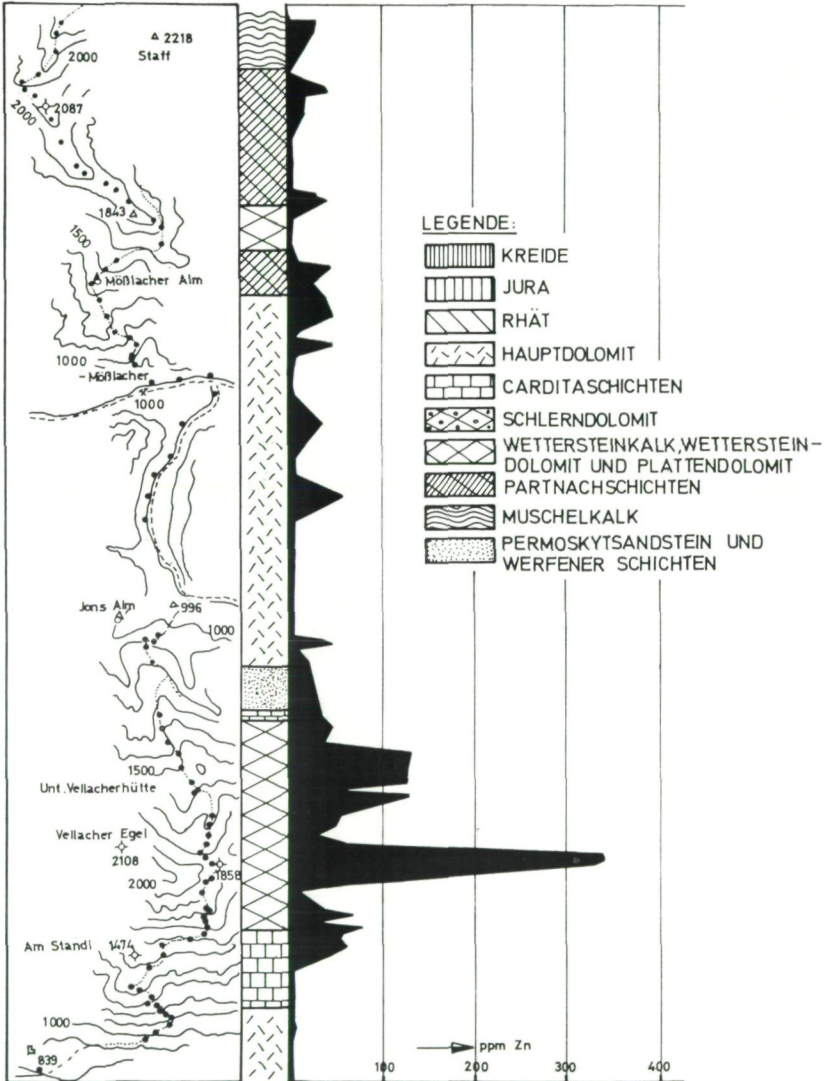 2218
Staff
2000
2000
2087
1843
1500
Mößlacher Alm
1000
-Mößlacher
1000
Jons Alm
996
1000
1500
Unt. Vellacherhütte
Vellacher Egel
2108
1858
2000
Am Standl
1474
1000
839
LEGENDE:
KREIDE
JURA
RHÄT
HAUPTDOLOMIT
CARDITASCHICHTEN
SCHLERNDOLOMIT
WETTERSTEINKALK, WETTERSTEIN-
DOLOMIT UND PLATTENDOLOMIT
PARTNACHSCHICHTEN
MUSCHELKALK
PERMOSKYTSANDSTEIN UND
WERFENER SCHICHTEN
ppm Zn
100 200 300 400